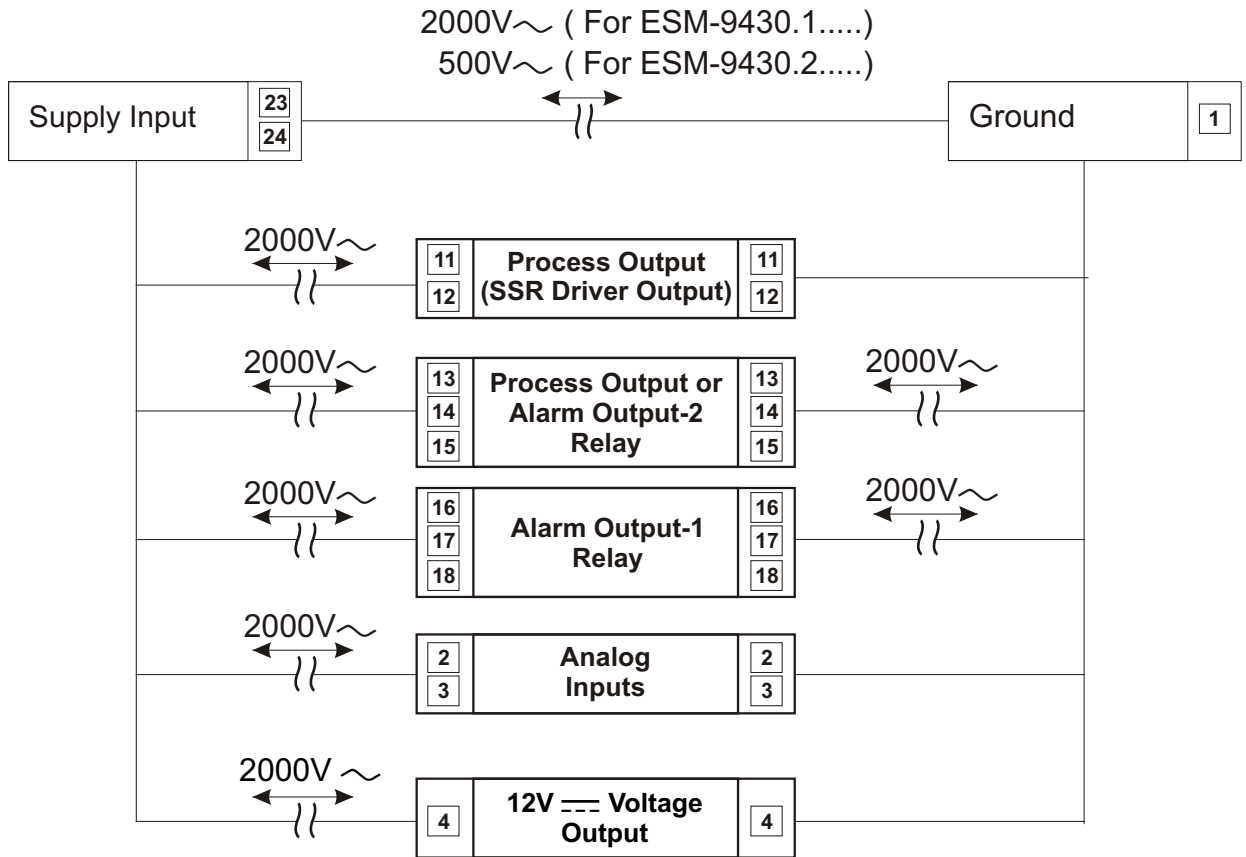 2000V～ ( For ESM-9430.1.....)
500V～ ( For ESM-9430.2.....)
Supply Input 23 24
Ground 1
2000V～
11 12 Process Output (SSR Driver Output) 11 12
2000V～
13 14 15 Process Output or Alarm Output-2 Relay 13 14 15
2000V～
2000V～
16 17 18 Alarm Output-1 Relay 16 17 18
2000V～
2000V～
2 3 Analog Inputs 2 3
2000V ～
4 12V ⎓ Voltage Output 4